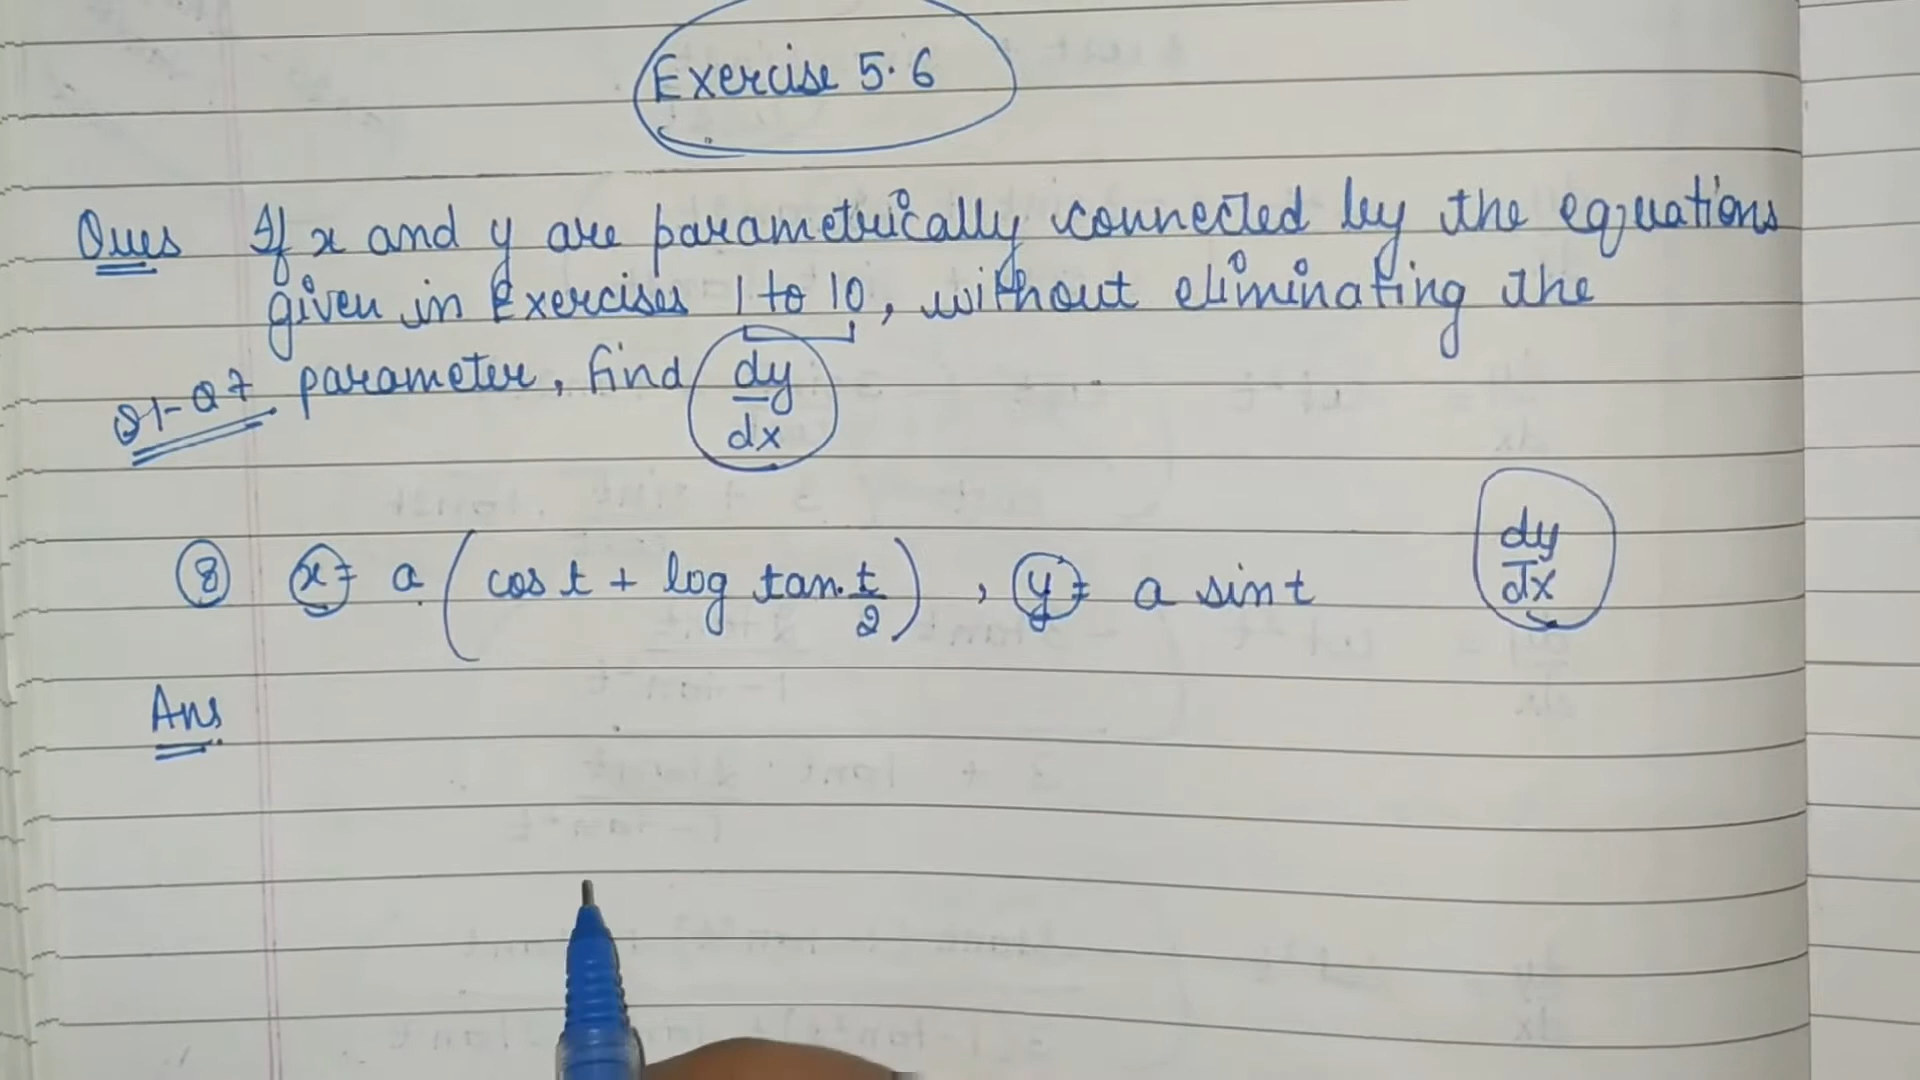 Exercise 5.6
Ques If x and y are parametrically connected by the equations
given in Exercises 1 to 10, without eliminating the
Q1-Q7 parameter, find dy/dx
8 x = a (cos t + log tan t/2), y = a sin t dy/dx
Ans